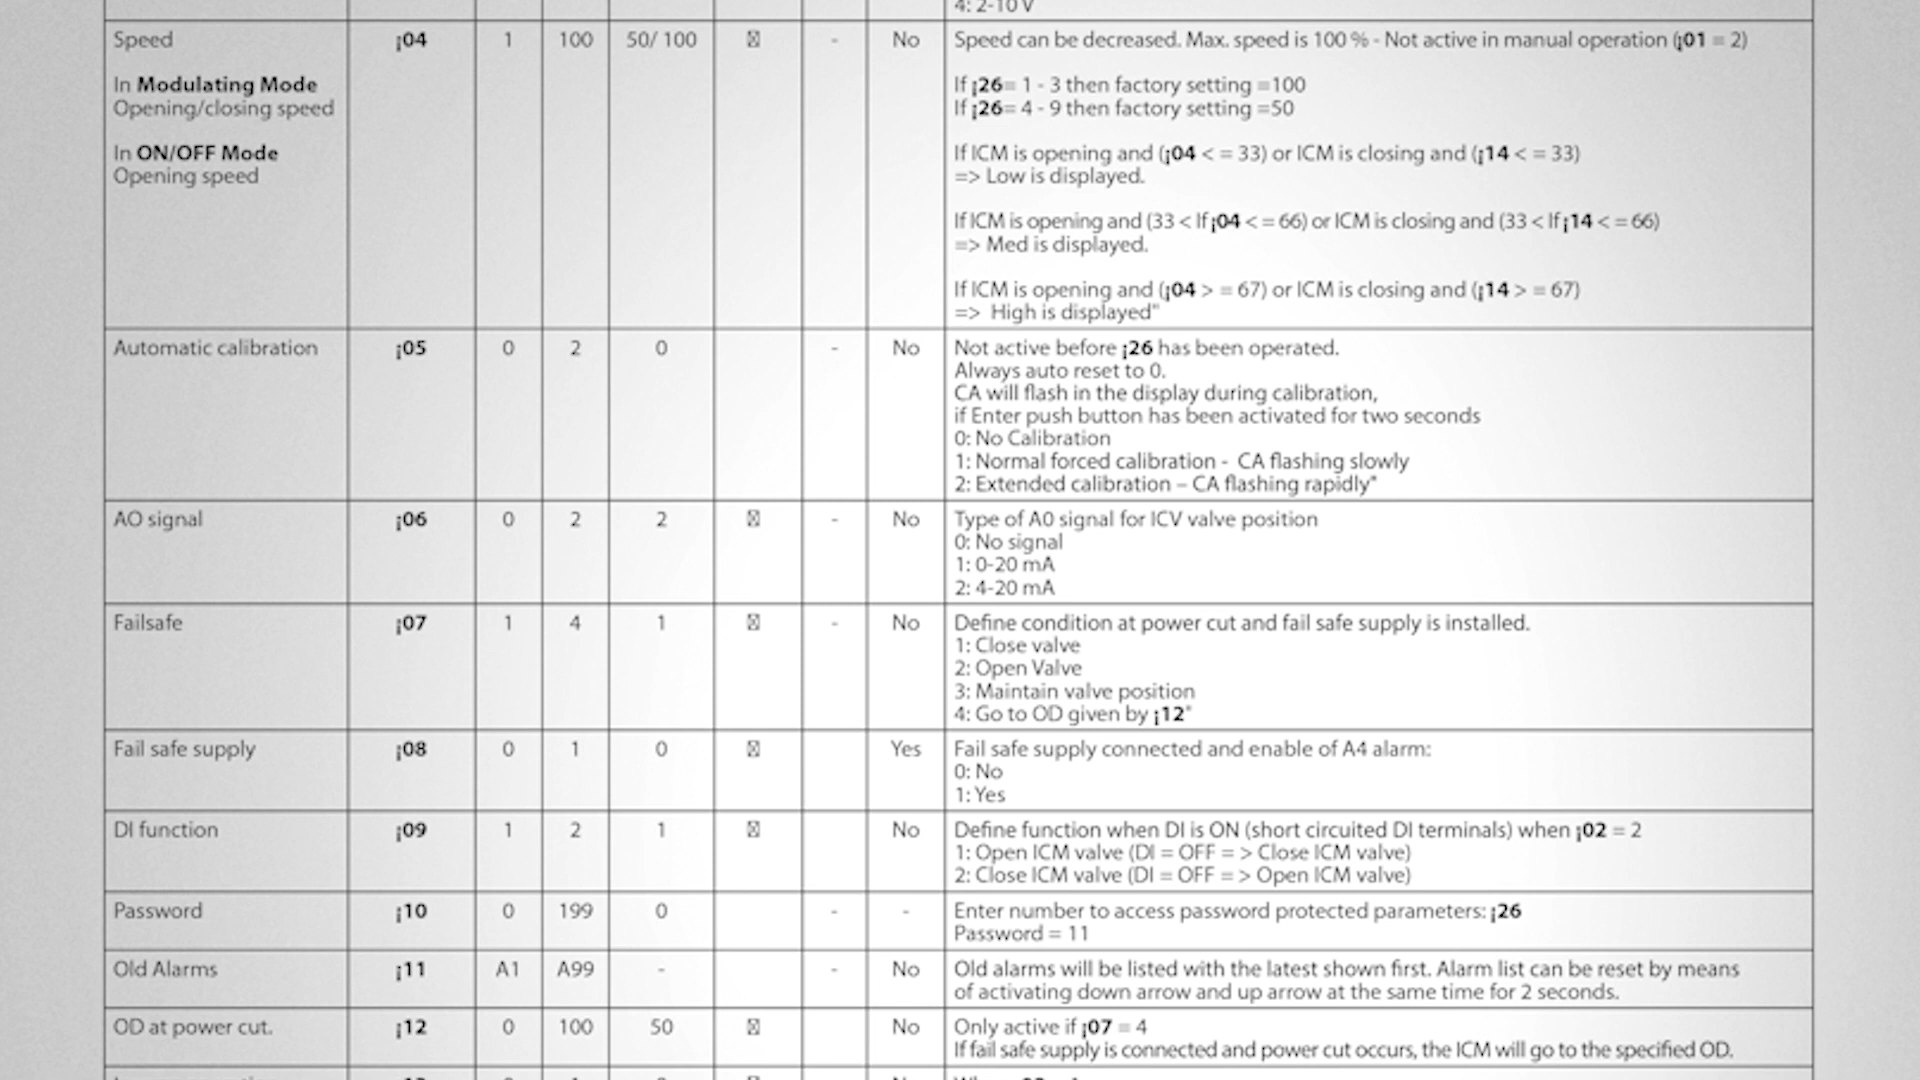 4: 2-10 V
Speed ¡04 1 100 50/ 100 - No Speed can be decreased. Max. speed is 100 % - Not active in manual operation (¡01 = 2)
In Modulating Mode If ¡26= 1 - 3 then factory setting =100
Opening/closing speed If ¡26= 4 - 9 then factory setting =50
In ON/OFF Mode If ICM is opening and (¡04 < = 33) or ICM is closing and (¡14 < = 33)
Opening speed => Low is displayed.
If ICM is opening and (33 < If ¡04 < = 66) or ICM is closing and (33 < If ¡14 < = 66)
=> Med is displayed.
If ICM is opening and (¡04 > = 67) or ICM is closing and (¡14 > = 67)
=> High is displayed"
Automatic calibration ¡05 0 2 0 - No Not active before ¡26 has been operated.
Always auto reset to 0.
CA will flash in the display during calibration,
if Enter push button has been activated for two seconds
0: No Calibration
1: Normal forced calibration - CA flashing slowly
2: Extended calibration – CA flashing rapidly"
AO signal ¡06 0 2 2 - No Type of A0 signal for ICV valve position
0: No signal
1: 0-20 mA
2: 4-20 mA
Failsafe ¡07 1 4 1 - No Define condition at power cut and fail safe supply is installed.
1: Close valve
2: Open Valve
3: Maintain valve position
4: Go to OD given by ¡12"
Fail safe supply ¡08 0 1 0 Yes Fail safe supply connected and enable of A4 alarm:
0: No
1: Yes
DI function ¡09 1 2 1 No Define function when DI is ON (short circuited DI terminals) when ¡02 = 2
1: Open ICM valve (DI = OFF = > Close ICM valve)
2: Close ICM valve (DI = OFF = > Open ICM valve)
Password ¡10 0 199 0 - - Enter number to access password protected parameters: ¡26
Password = 11
Old Alarms ¡11 A1 A99 - - No Old alarms will be listed with the latest shown first. Alarm list can be reset by means
of activating down arrow and up arrow at the same time for 2 seconds.
OD at power cut. ¡12 0 100 50 No Only active if ¡07 = 4
If fail safe supply is connected and power cut occurs, the ICM will go to the specified OD.